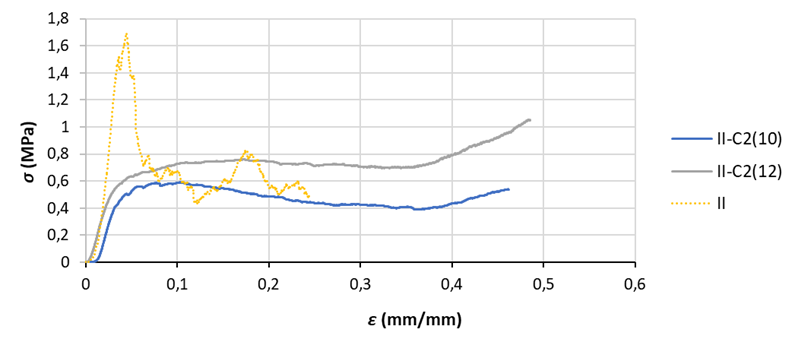 1,8
1,6
1,4
1,2
1
0,8
0,6
0,4
0,2
0
σ (MPa)
0 0,1 0,2 0,3 0,4 0,5 0,6
ε (mm/mm)
II-C2(10)
II-C2(12)
II